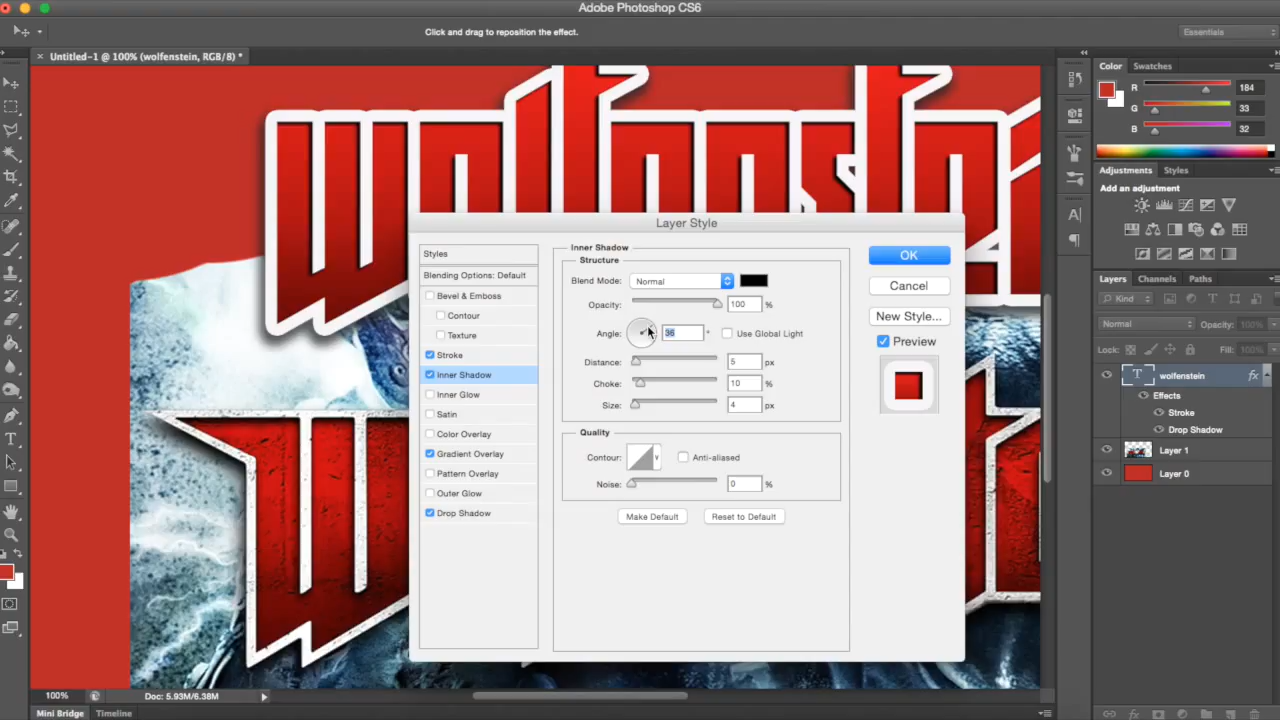 Adobe Photoshop CS6
Click and drag to reposition the effect.
Essentials
Untitled-1 @ 100% (wolfenstein, RGB/8) *
Color Swatches
R 184
G 33
B 32
Adjustments Styles
Add an adjustment
Layers Channels Paths
Kind
Normal Opacity: 100%
Lock: Fill: 100%
T wolfenstein fx
Effects
Stroke
Drop Shadow
Layer 1
Layer 0
Layer Style
Styles
Blending Options: Default
Bevel & Emboss
Contour
Texture
Stroke
Inner Shadow
Inner Glow
Satin
Color Overlay
Gradient Overlay
Pattern Overlay
Outer Glow
Drop Shadow
Inner Shadow
Structure
Blend Mode: Normal
Opacity: 100 %
Angle: 36 ° Use Global Light
Distance: 5 px
Choke: 10 %
Size: 4 px
Quality
Contour: Anti-aliased
Noise: 0 %
Make Default Reset to Default
OK
Cancel
New Style...
Preview
100% Doc: 5.93M/6.38M
Mini Bridge Timeline